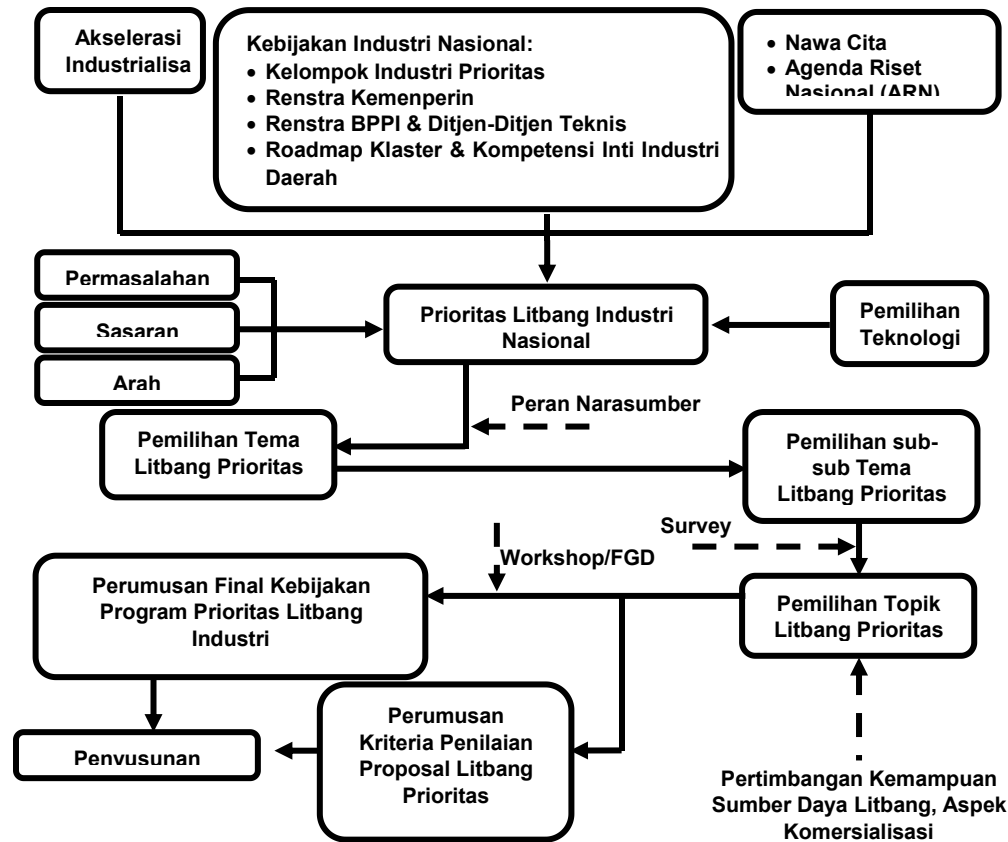 Akselerasi
Industrialisa
Kebijakan Industri Nasional:
• Kelompok Industri Prioritas
• Renstra Kemenperin
• Renstra BPPI & Ditjen-Ditjen Teknis
• Roadmap Klaster & Kompetensi Inti Industri
Daerah
• Nawa Cita
• Agenda Riset
Nasional (ARN)
Permasalahan
Sasaran
Arah
Prioritas Litbang Industri
Nasional
Pemilihan
Teknologi
Peran Narasumber
Pemilihan Tema
Litbang Prioritas
Pemilihan sub-
sub Tema
Litbang Prioritas
Survey
Workshop/FGD
Perumusan Final Kebijakan
Program Prioritas Litbang
Industri
Pemilihan Topik
Litbang Prioritas
Perumusan
Kriteria Penilaian
Proposal Litbang
Prioritas
Penyusunan
Pertimbangan Kemampuan
Sumber Daya Litbang, Aspek
Komersialisasi